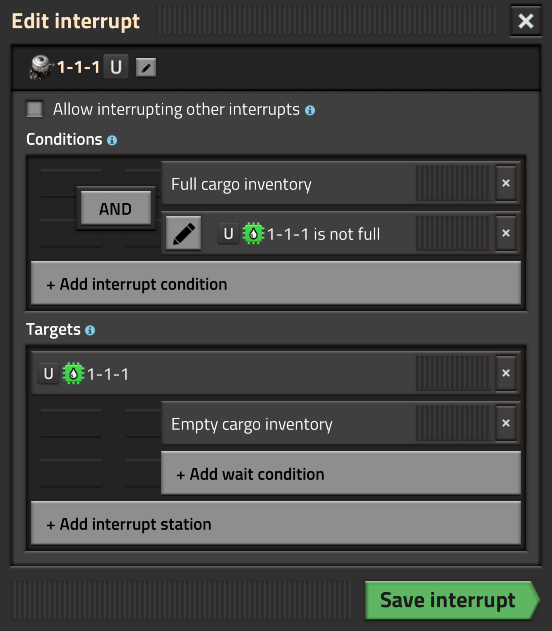 Edit interrupt
1-1-1 U
Allow interrupting other interrupts
Conditions
Full cargo inventory
AND
U 1-1-1 is not full
+ Add interrupt condition
Targets
U 1-1-1
Empty cargo inventory
+ Add wait condition
+ Add interrupt station
Save interrupt